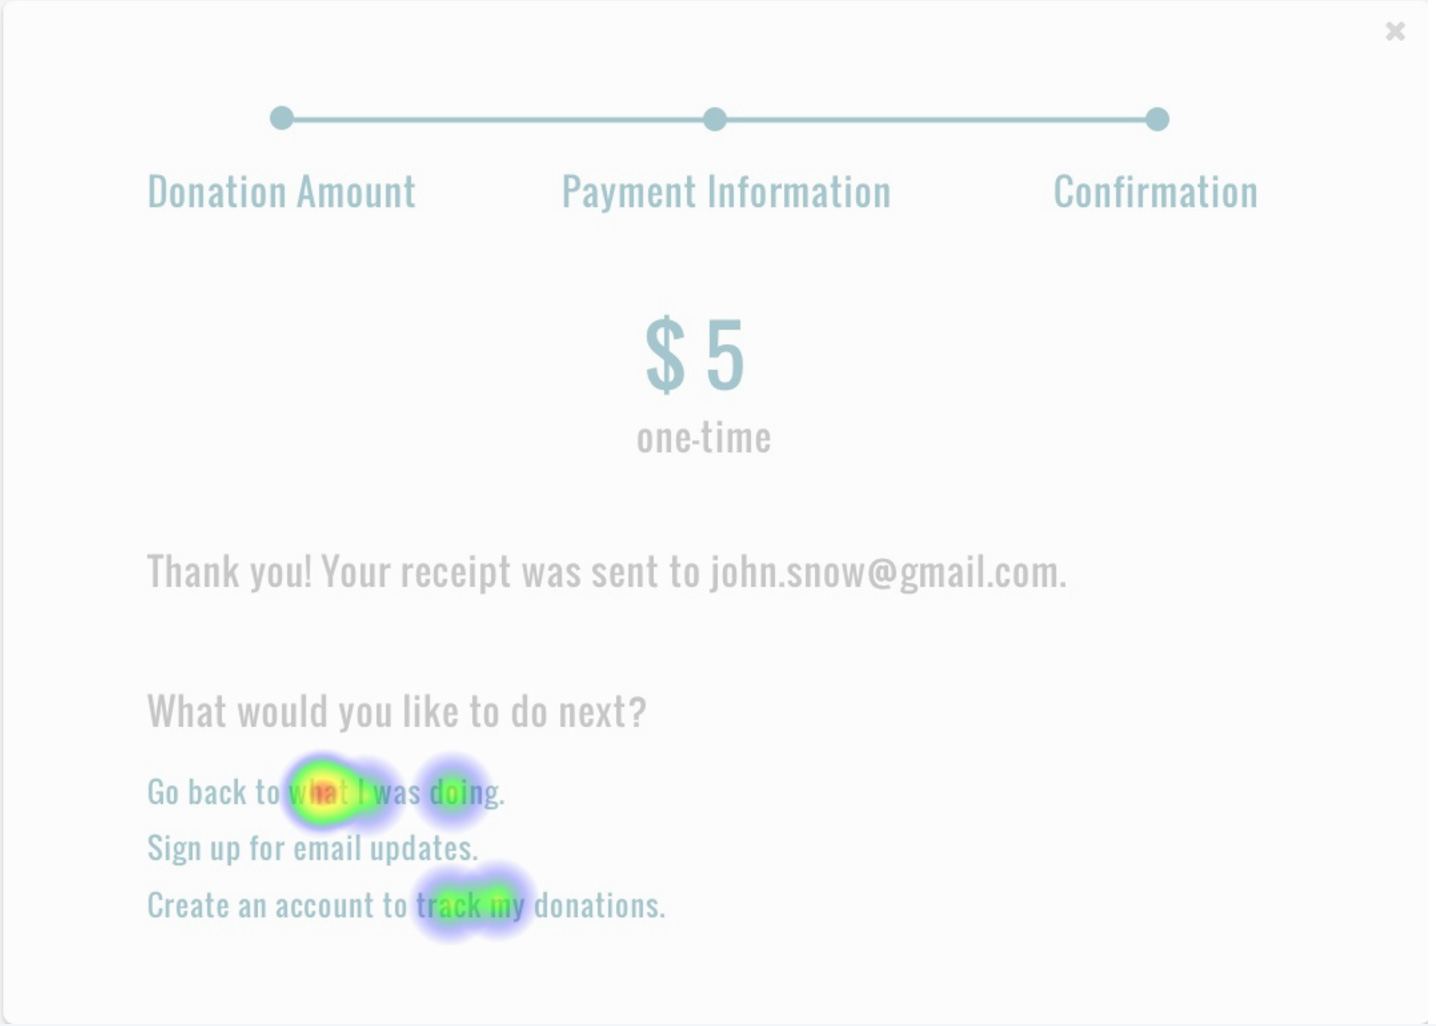 Donation Amount
Payment Information
Confirmation
$ 5
one-time
Thank you! Your receipt was sent to john.snow@gmail.com.
What would you like to do next?
Go back to what I was doing.
Sign up for email updates.
Create an account to track my donations.